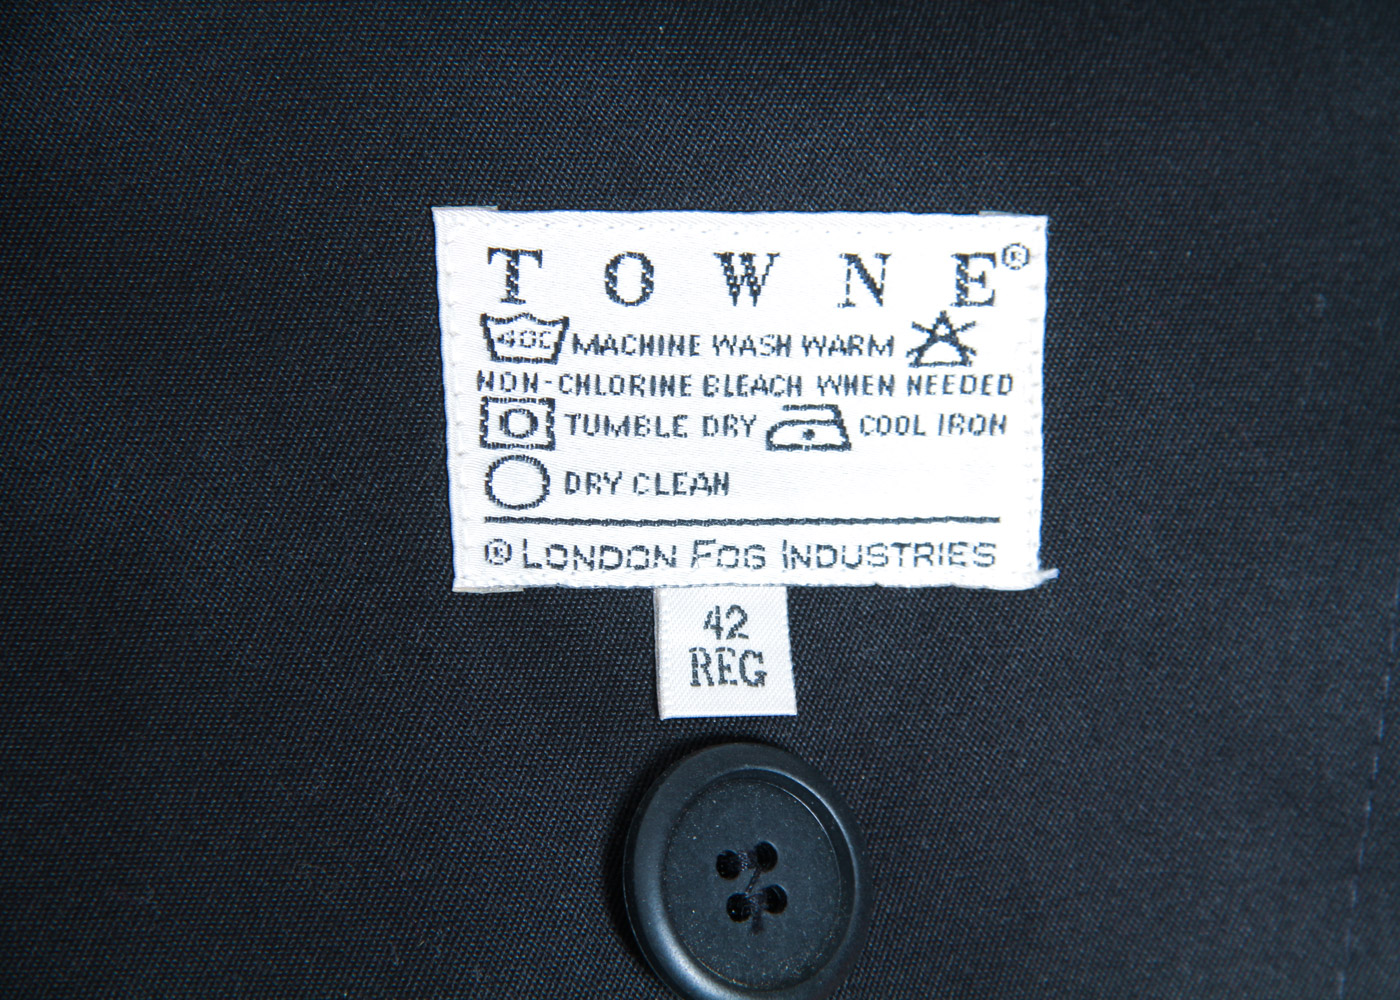 TOWNE®
40C MACHINE WASH WARM
NON-CHLORINE BLEACH WHEN NEEDED
TUMBLE DRY COOL IRON
DRY CLEAN
® LONDON FOG INDUSTRIES
42
REG